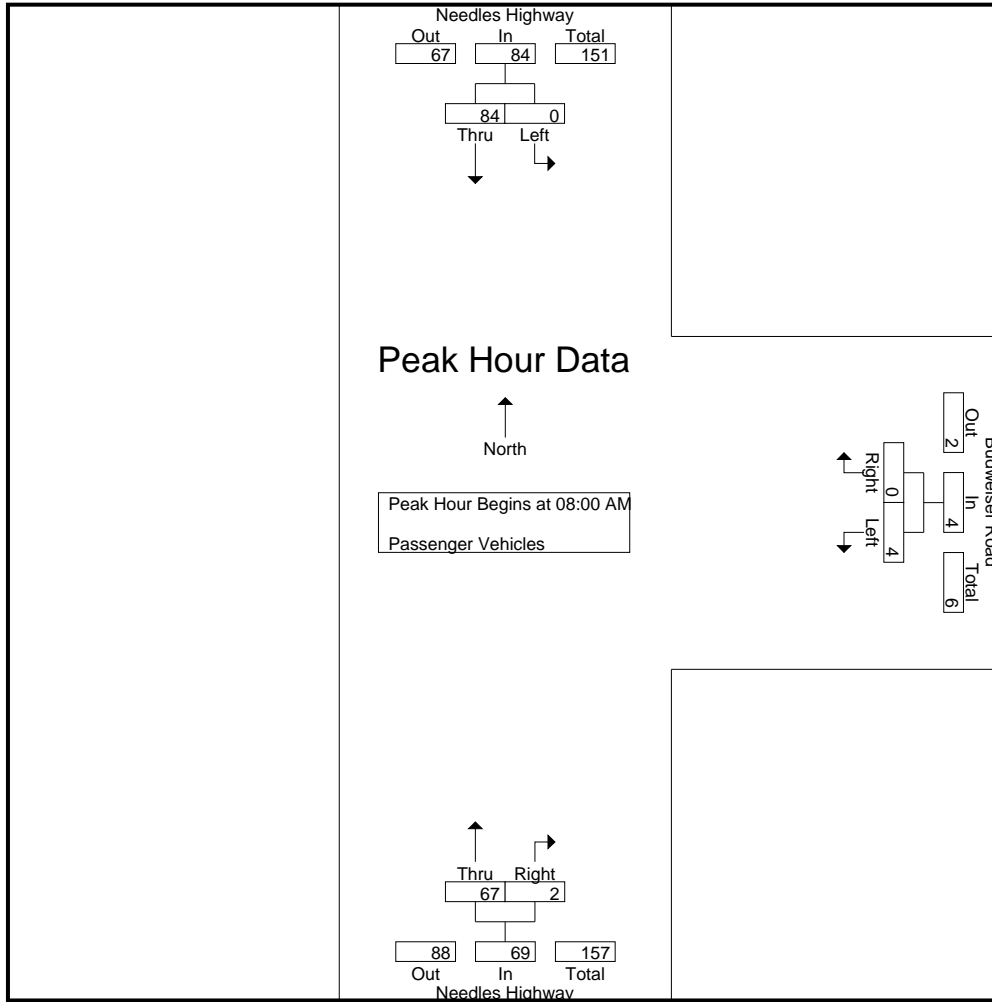 Needles Highway
Out In Total
67 84 151
84 0
Thru Left
Peak Hour Data
North
Peak Hour Begins at 08:00 AM
Passenger Vehicles
Budweiser Road
Out In Total
2 4 6
0 4
Right Left
Thru Right
67 2
88 69 157
Out In Total
Needles Highway